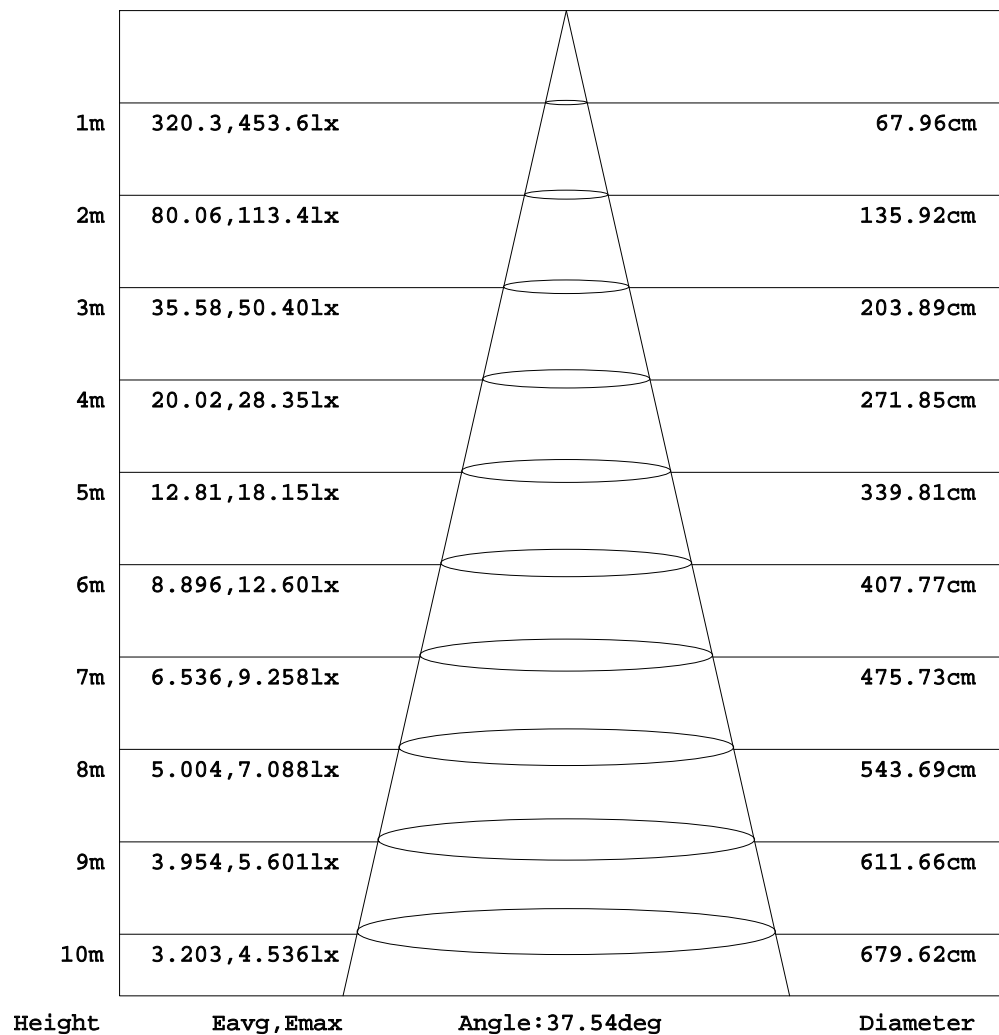 1m 320.3,453.6lx 67.96cm
2m 80.06,113.4lx 135.92cm
3m 35.58,50.40lx 203.89cm
4m 20.02,28.35lx 271.85cm
5m 12.81,18.15lx 339.81cm
6m 8.896,12.60lx 407.77cm
7m 6.536,9.258lx 475.73cm
8m 5.004,7.088lx 543.69cm
9m 3.954,5.601lx 611.66cm
10m 3.203,4.536lx 679.62cm
Height Eavg,Emax Angle:37.54deg Diameter